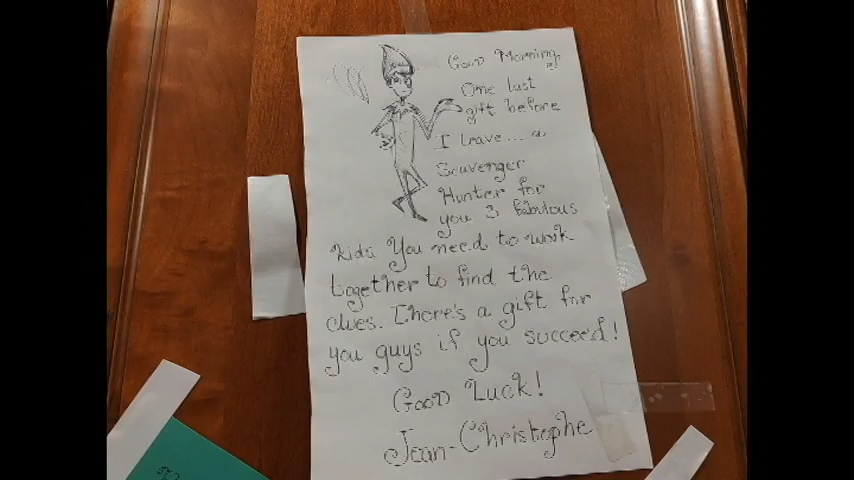 Good Morning,
One last
gift before
I leave... a
Scavenger
Hunter for
you 3 fabulous
kids. You need to work
together to find the
clues. There's a gift for
you guys if you succeed!
Good Luck!
Jean-Christophe